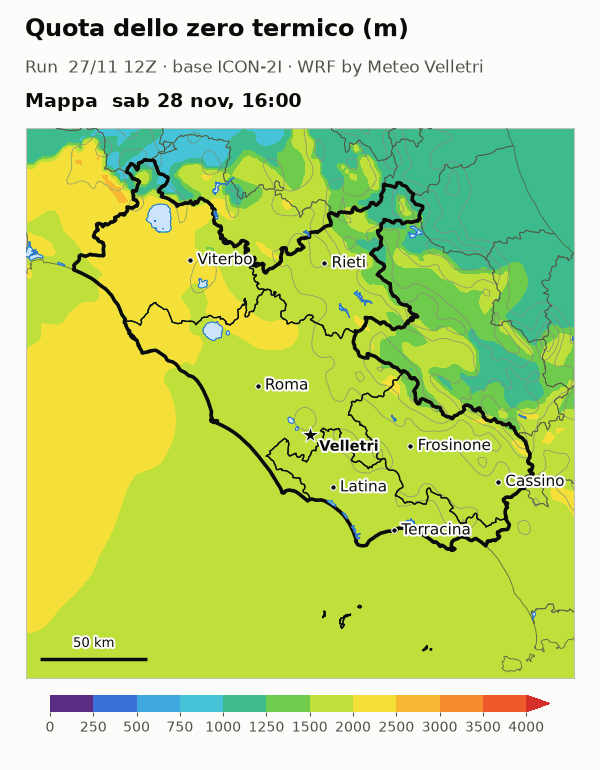 Quota dello zero termico (m)
Run  27/11 12Z · base ICON-2I · WRF by Meteo Velletri
Mappa  sab 28 nov, 16:00
Viterbo
Rieti
Roma
Velletri
Frosinone
Latina
Cassino
Terracina
50 km
0 250 500 750 1000 1250 1500 2000 2500 3000 3500 4000